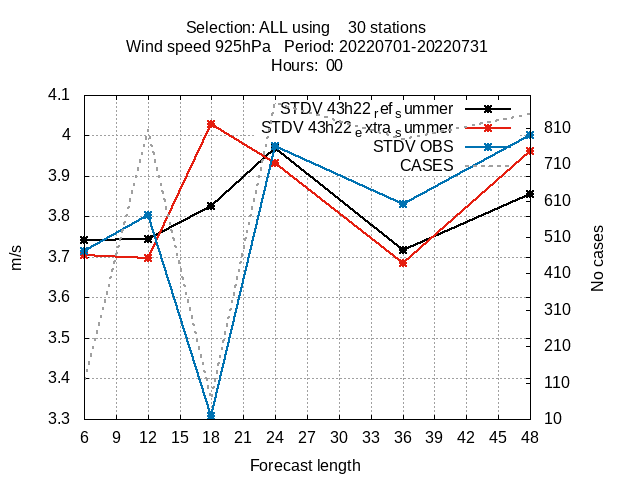 Selection: ALL using 30 stations
Wind speed 925hPa Period: 20220701-20220731
Hours: 00
STDV 43h22_ref_summer
STDV 43h22_extra_summer
STDV OBS
CASES
4.1
4
3.9
3.8
3.7
3.6
3.5
3.4
3.3
m/s
810
710
610
510
410
310
210
110
10
No cases
6 9 12 15 18 21 24 27 30 33 36 39 42 45 48
Forecast length